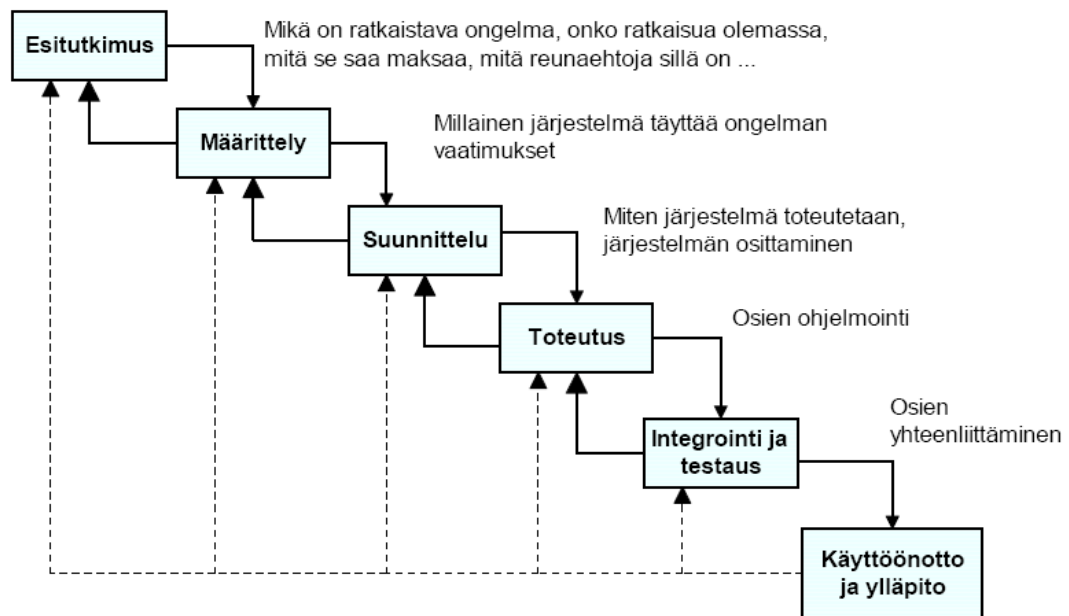 Esitutkimus
Mikä on ratkaistava ongelma, onko ratkaisua olemassa,
mitä se saa maksaa, mitä reunaehtoja sillä on ...
Määrittely
Millainen järjestelmä täyttää ongelman
vaatimukset
Suunnittelu
Miten järjestelmä toteutetaan,
järjestelmän osittaminen
Toteutus
Osien ohjelmointi
Integrointi ja
testaus
Osien
yhteenliittäminen
Käyttöönotto
ja ylläpito